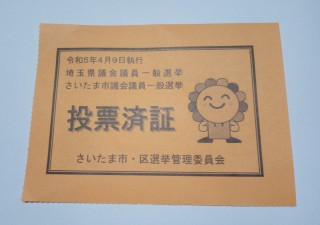 令和5年4月9日執行
埼玉県議会議員一般選挙
さいたま市議会議員一般選挙
投票済証
さいたま市・区選挙管理委員会